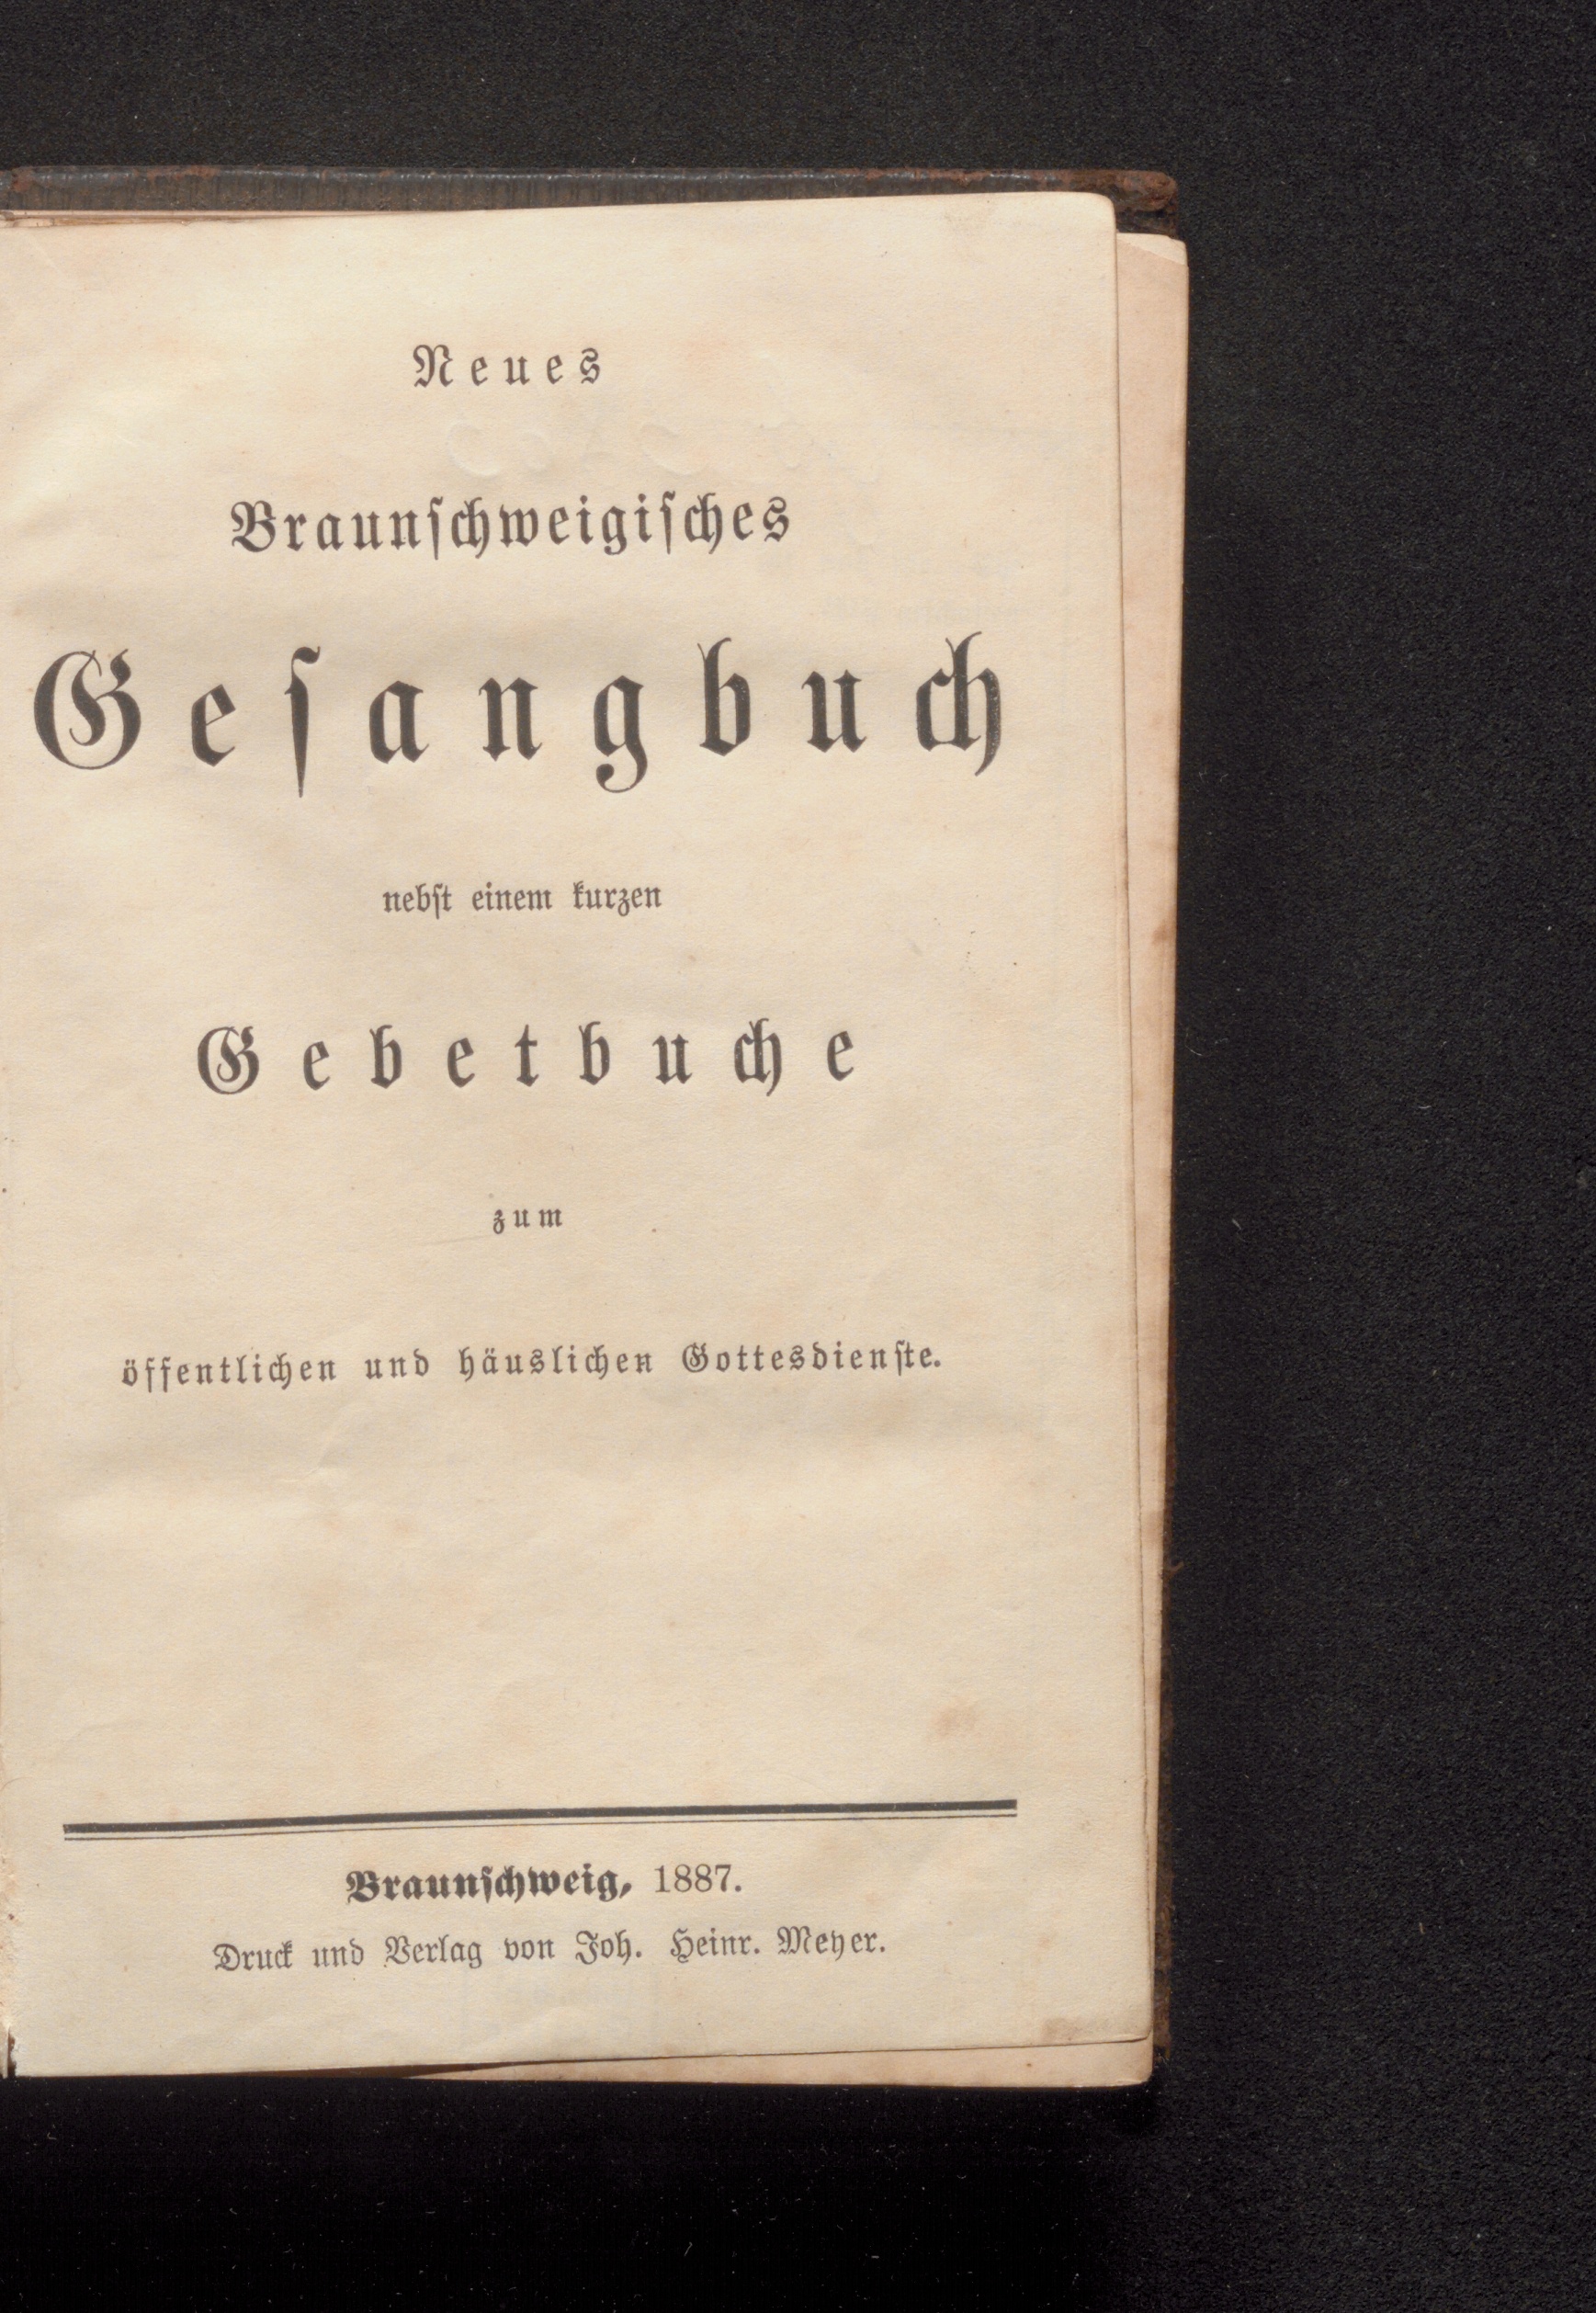 Neues
Braunſchweigiſches
Geſangbuch
nebſt einem kurzen
Gebetbuche
zum
öffentlichen und häuslichen Gottesdienſte.
Braunſchweig, 1887.
Druck und Verlag von Joh. Heinr. Meyer.